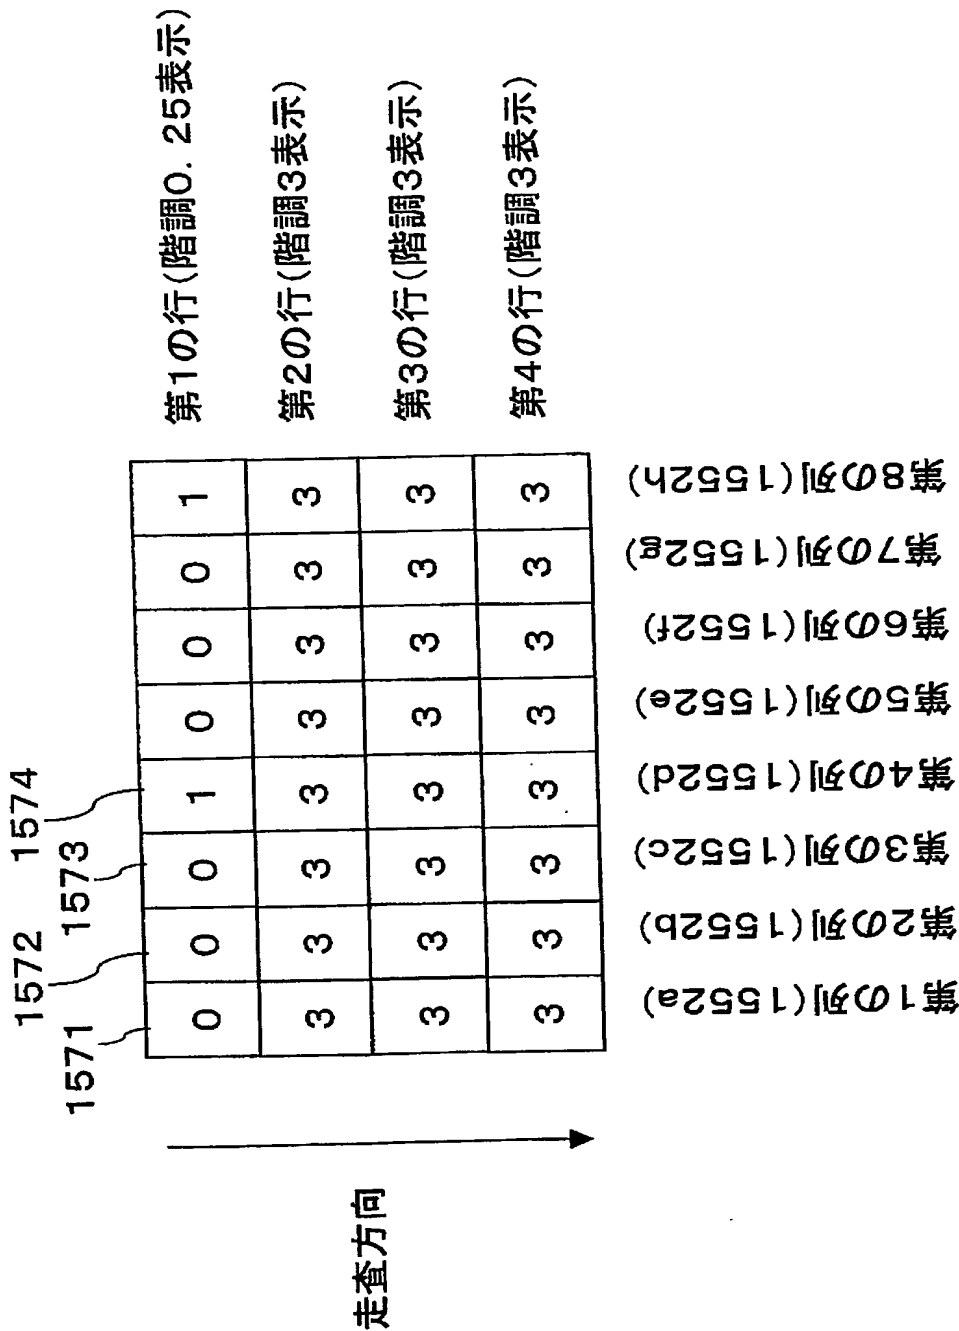 1571
1572
1573
1574
走査方向
0 0 0 1 0 0 0 1 第1の行(階調0. 25表示)
3 3 3 3 3 3 3 3 第2の行(階調3表示)
3 3 3 3 3 3 3 3 第3の行(階調3表示)
3 3 3 3 3 3 3 3 第4の行(階調3表示)
第1の列(1552a)
第2の列(1552b)
第3の列(1552c)
第4の列(1552d)
第5の列(1552e)
第6の列(1552f)
第7の列(1552g)
第8の列(1552h)